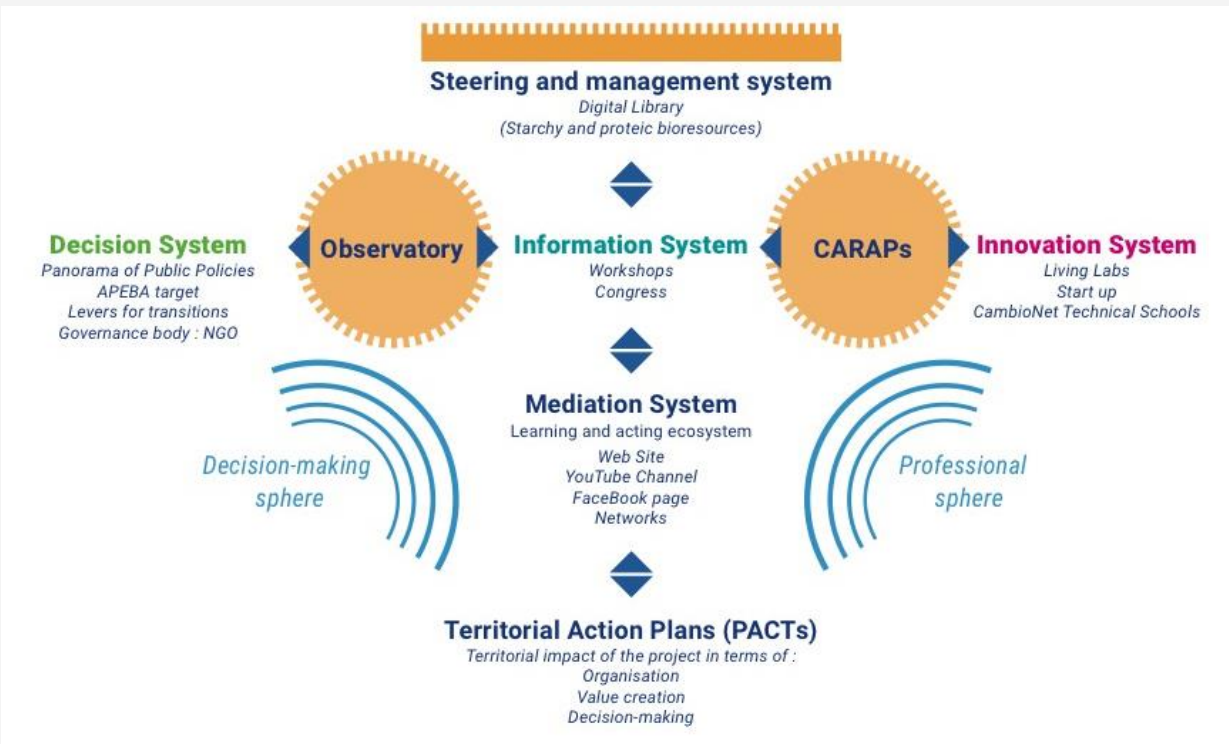 Steering and management system
Digital Library
(Starchy and proteic bioresources)
Decision System
Panorama of Public Policies
APEBA target
Levers for transitions
Governance body : NGO
Observatory
Information System
Workshops
Congress
CARAPs
Innovation System
Living Labs
Start up
CambioNet Technical Schools
Decision-making
sphere
Mediation System
Learning and acting ecosystem
Web Site
YouTube Channel
FaceBook page
Networks
Professional
sphere
Territorial Action Plans (PACTs)
Territorial impact of the project in terms of :
Organisation
Value creation
Decision-making